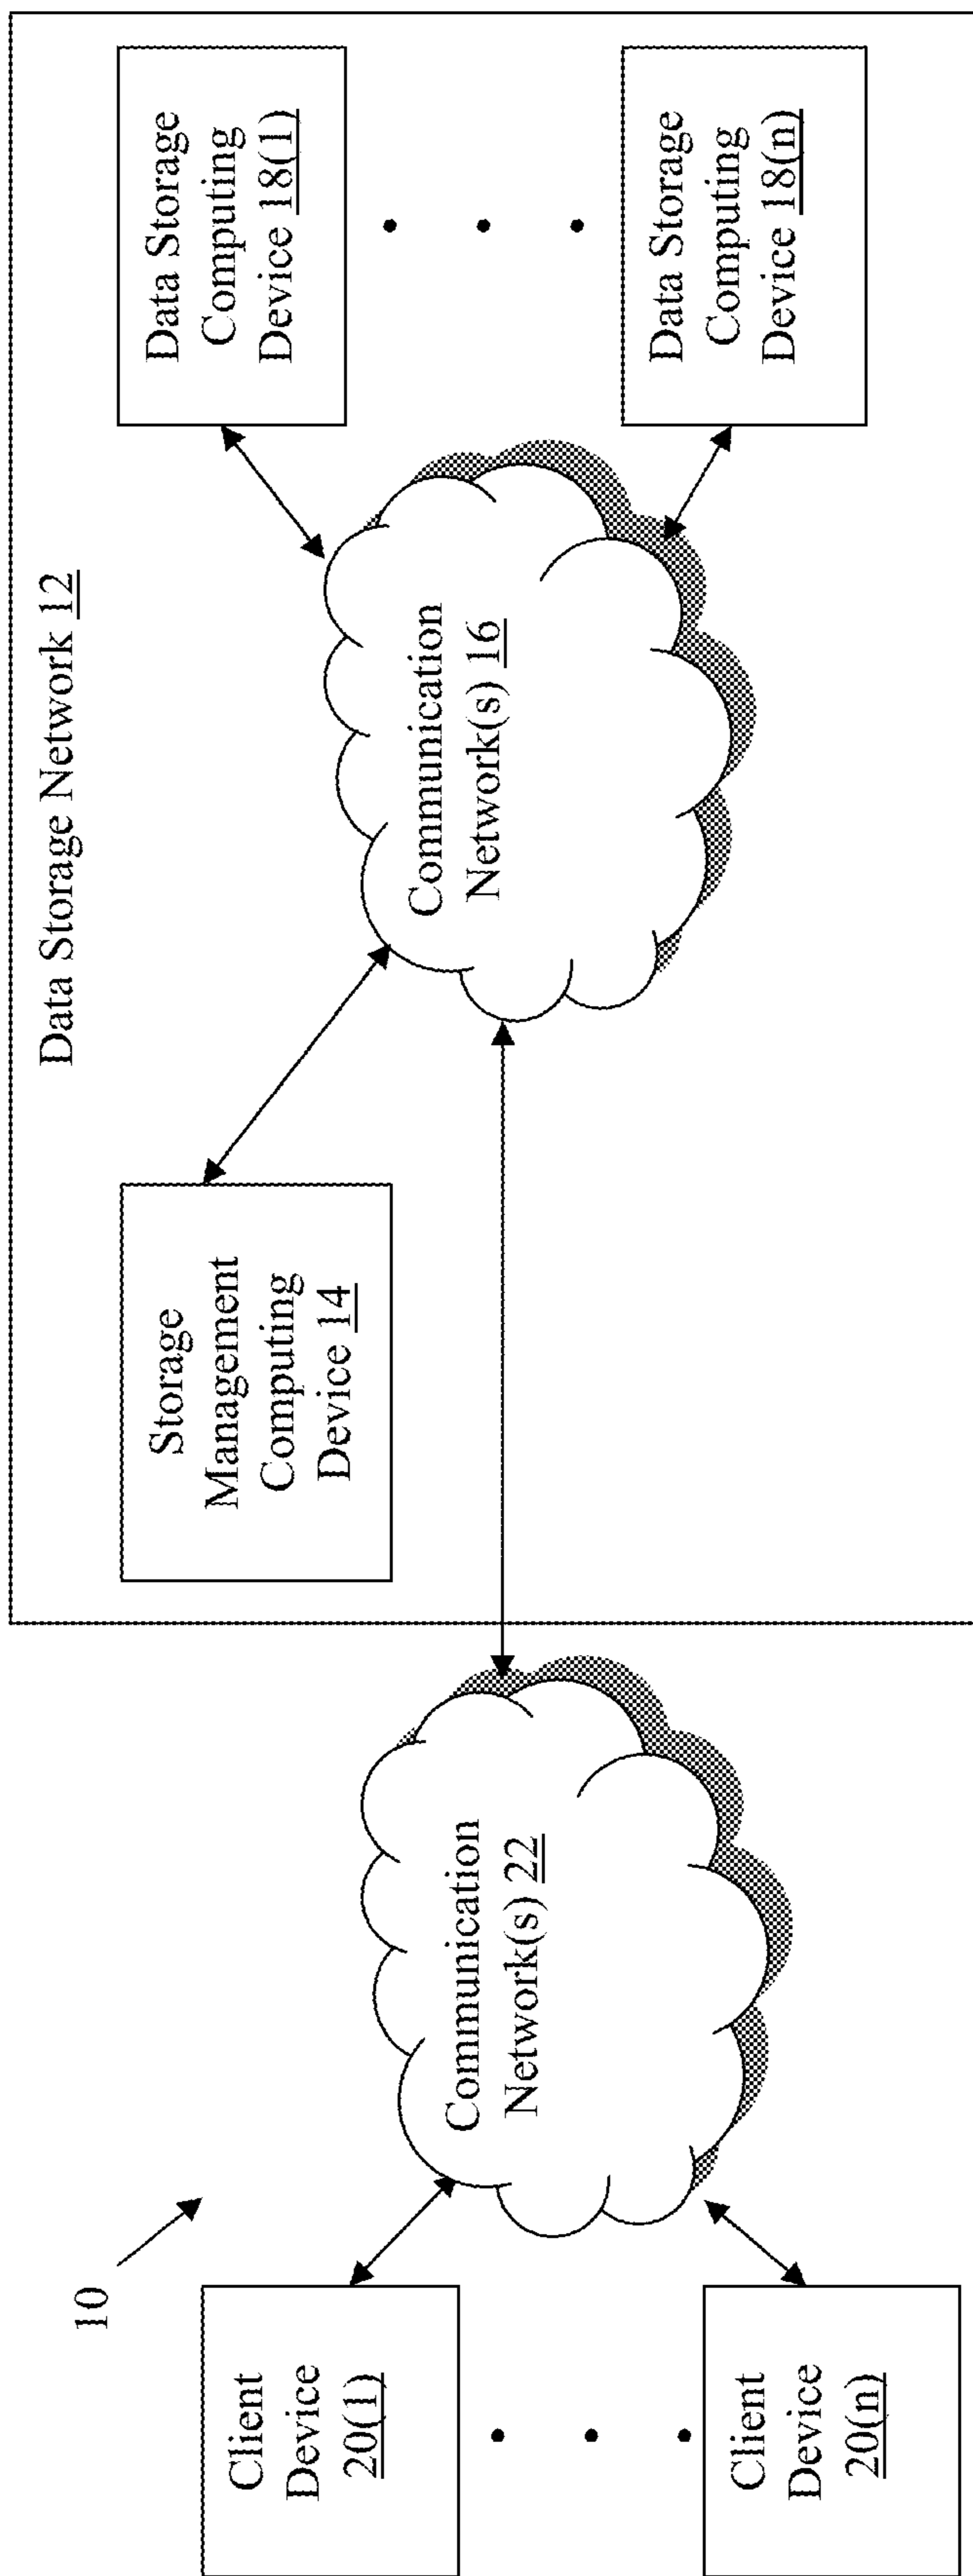 10
Data Storage Network 12
Client
Device
20(1)
Client
Device
20(n)
Communication
Network(s) 22
Storage
Management
Computing
Device 14
Communication
Network(s) 16
Data Storage
Computing
Device 18(1)
Data Storage
Computing
Device 18(n)